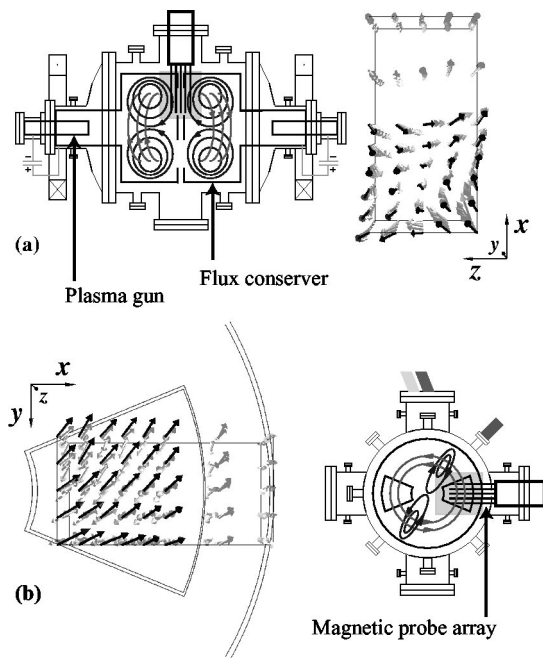 (a)
− +
− +
Plasma gun
Flux conserver
x
y
z
x
z
y
(b)
Magnetic probe array